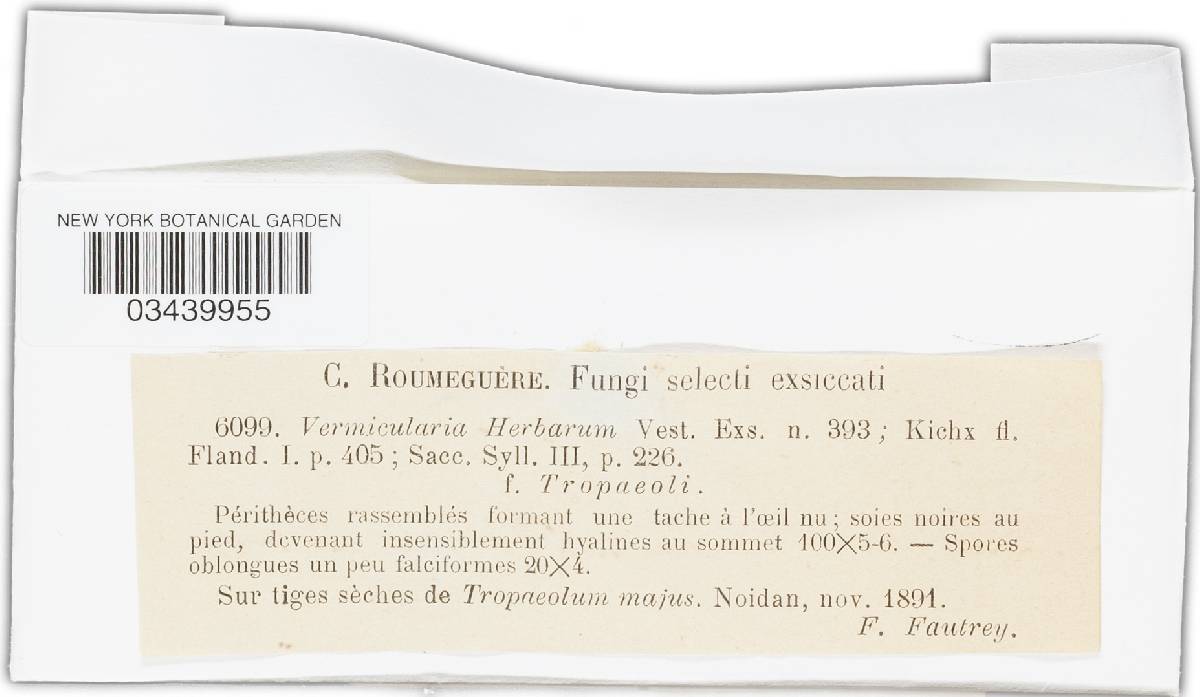 NEW YORK BOTANICAL GARDEN
03439955
C. ROUMEGUÈRE. Fungi selecti exsiccati
6099. Vermicularia Herbarum Vest. Exs. n. 393 ; Kichx fl.
Fland. I. p. 405 ; Sacc. Syll. III, p. 226.
f. Tropaeoli.
Périthèces rassemblés formant une tache à l'œil nu ; soies noires au
pied, devenant insensiblement hyalines au sommet 100×5-6. — Spores
oblongues un peu falciformes 20×4.
Sur tiges sèches de Tropaeolum majus. Noidan, nov. 1891.
F. Fautrey.